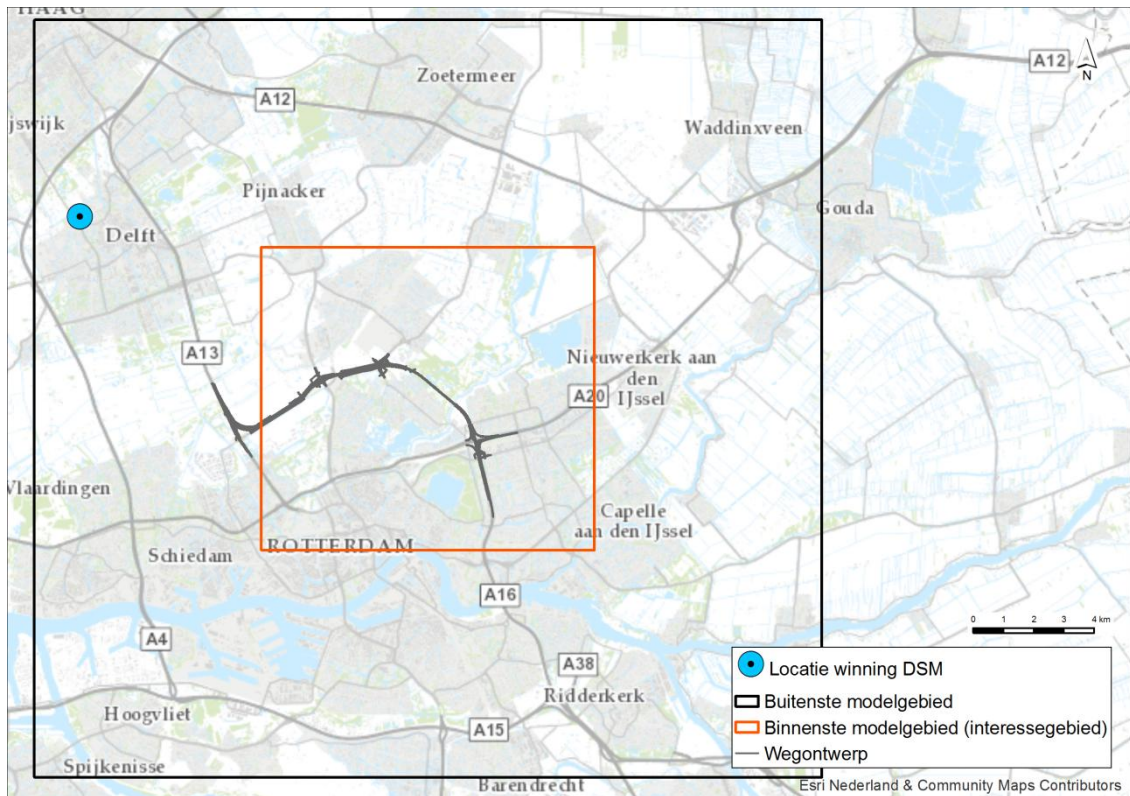 HAAG
Zoetermeer
A12
A12
N
ijswijk
Waddinxveen
Pijnacker
Gouda
Delft
A13
Nieuwerkerk aan
den
IJssel
A20
Vlaardingen
Capelle
aan den IJssel
Schiedam
ROTTERDAM
A16
A4
0 1 2 3 4 km
A38
Locatie winning DSM
Ridderkerk
Buitenste modelgebied
Hoogvliet
A15
Binnenste modelgebied (interessegebied)
Wegontwerp
Spijkenisse
Barendrecht
Esri Nederland & Community Maps Contributors